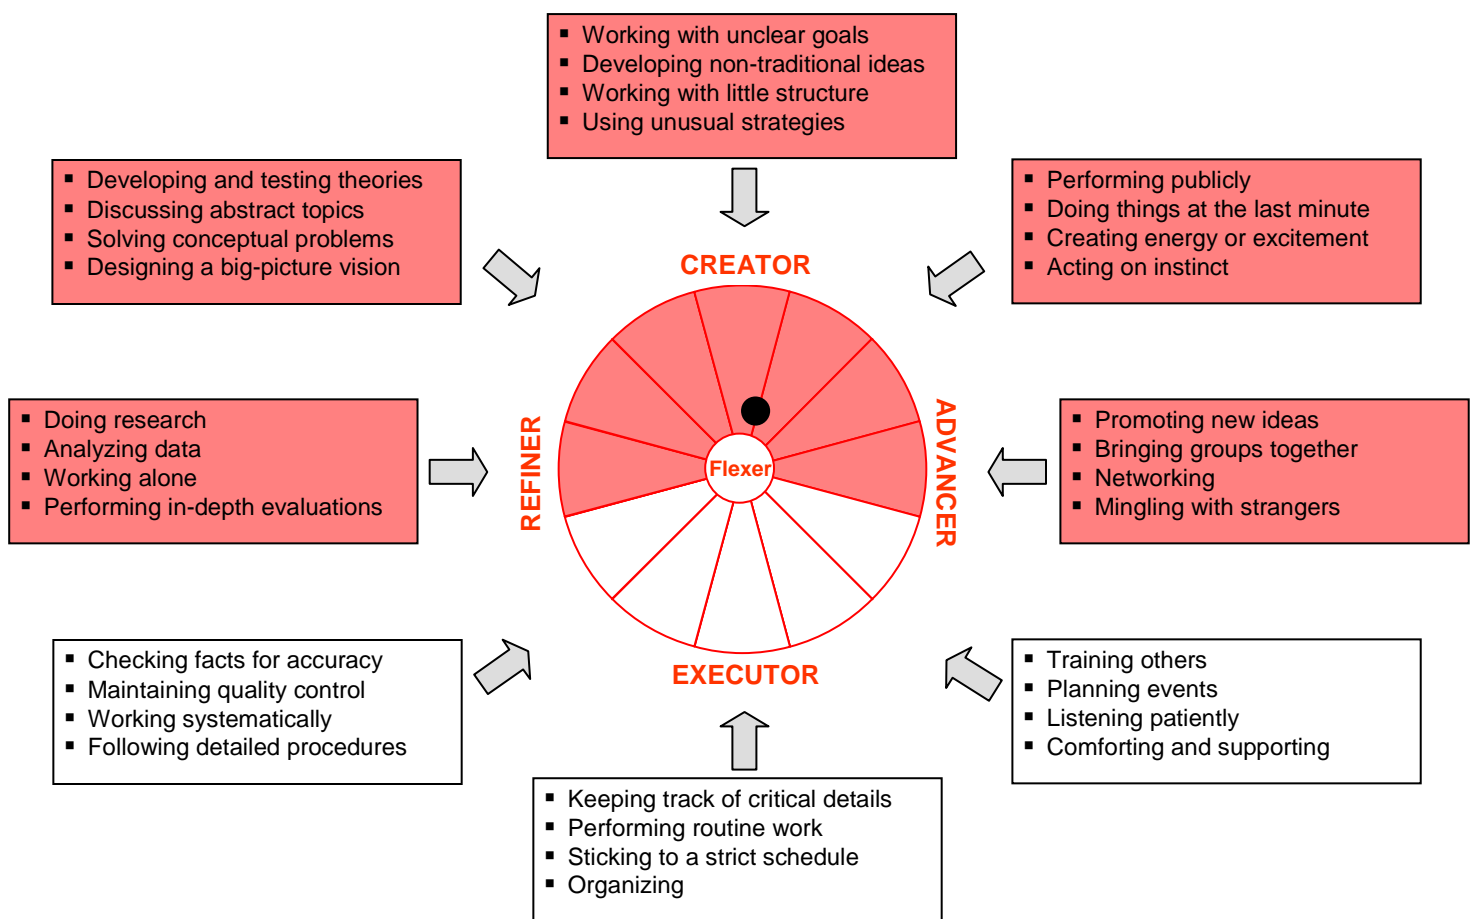 ▪ Working with unclear goals
▪ Developing non-traditional ideas
▪ Working with little structure
▪ Using unusual strategies
▪ Developing and testing theories
▪ Discussing abstract topics
▪ Solving conceptual problems
▪ Designing a big-picture vision
▪ Performing publicly
▪ Doing things at the last minute
▪ Creating energy or excitement
▪ Acting on instinct
CREATOR
▪ Doing research
▪ Analyzing data
▪ Working alone
▪ Performing in-depth evaluations
REFINER
Flexer
ADVANCER
▪ Promoting new ideas
▪ Bringing groups together
▪ Networking
▪ Mingling with strangers
EXECUTOR
▪ Checking facts for accuracy
▪ Maintaining quality control
▪ Working systematically
▪ Following detailed procedures
▪ Training others
▪ Planning events
▪ Listening patiently
▪ Comforting and supporting
▪ Keeping track of critical details
▪ Performing routine work
▪ Sticking to a strict schedule
▪ Organizing